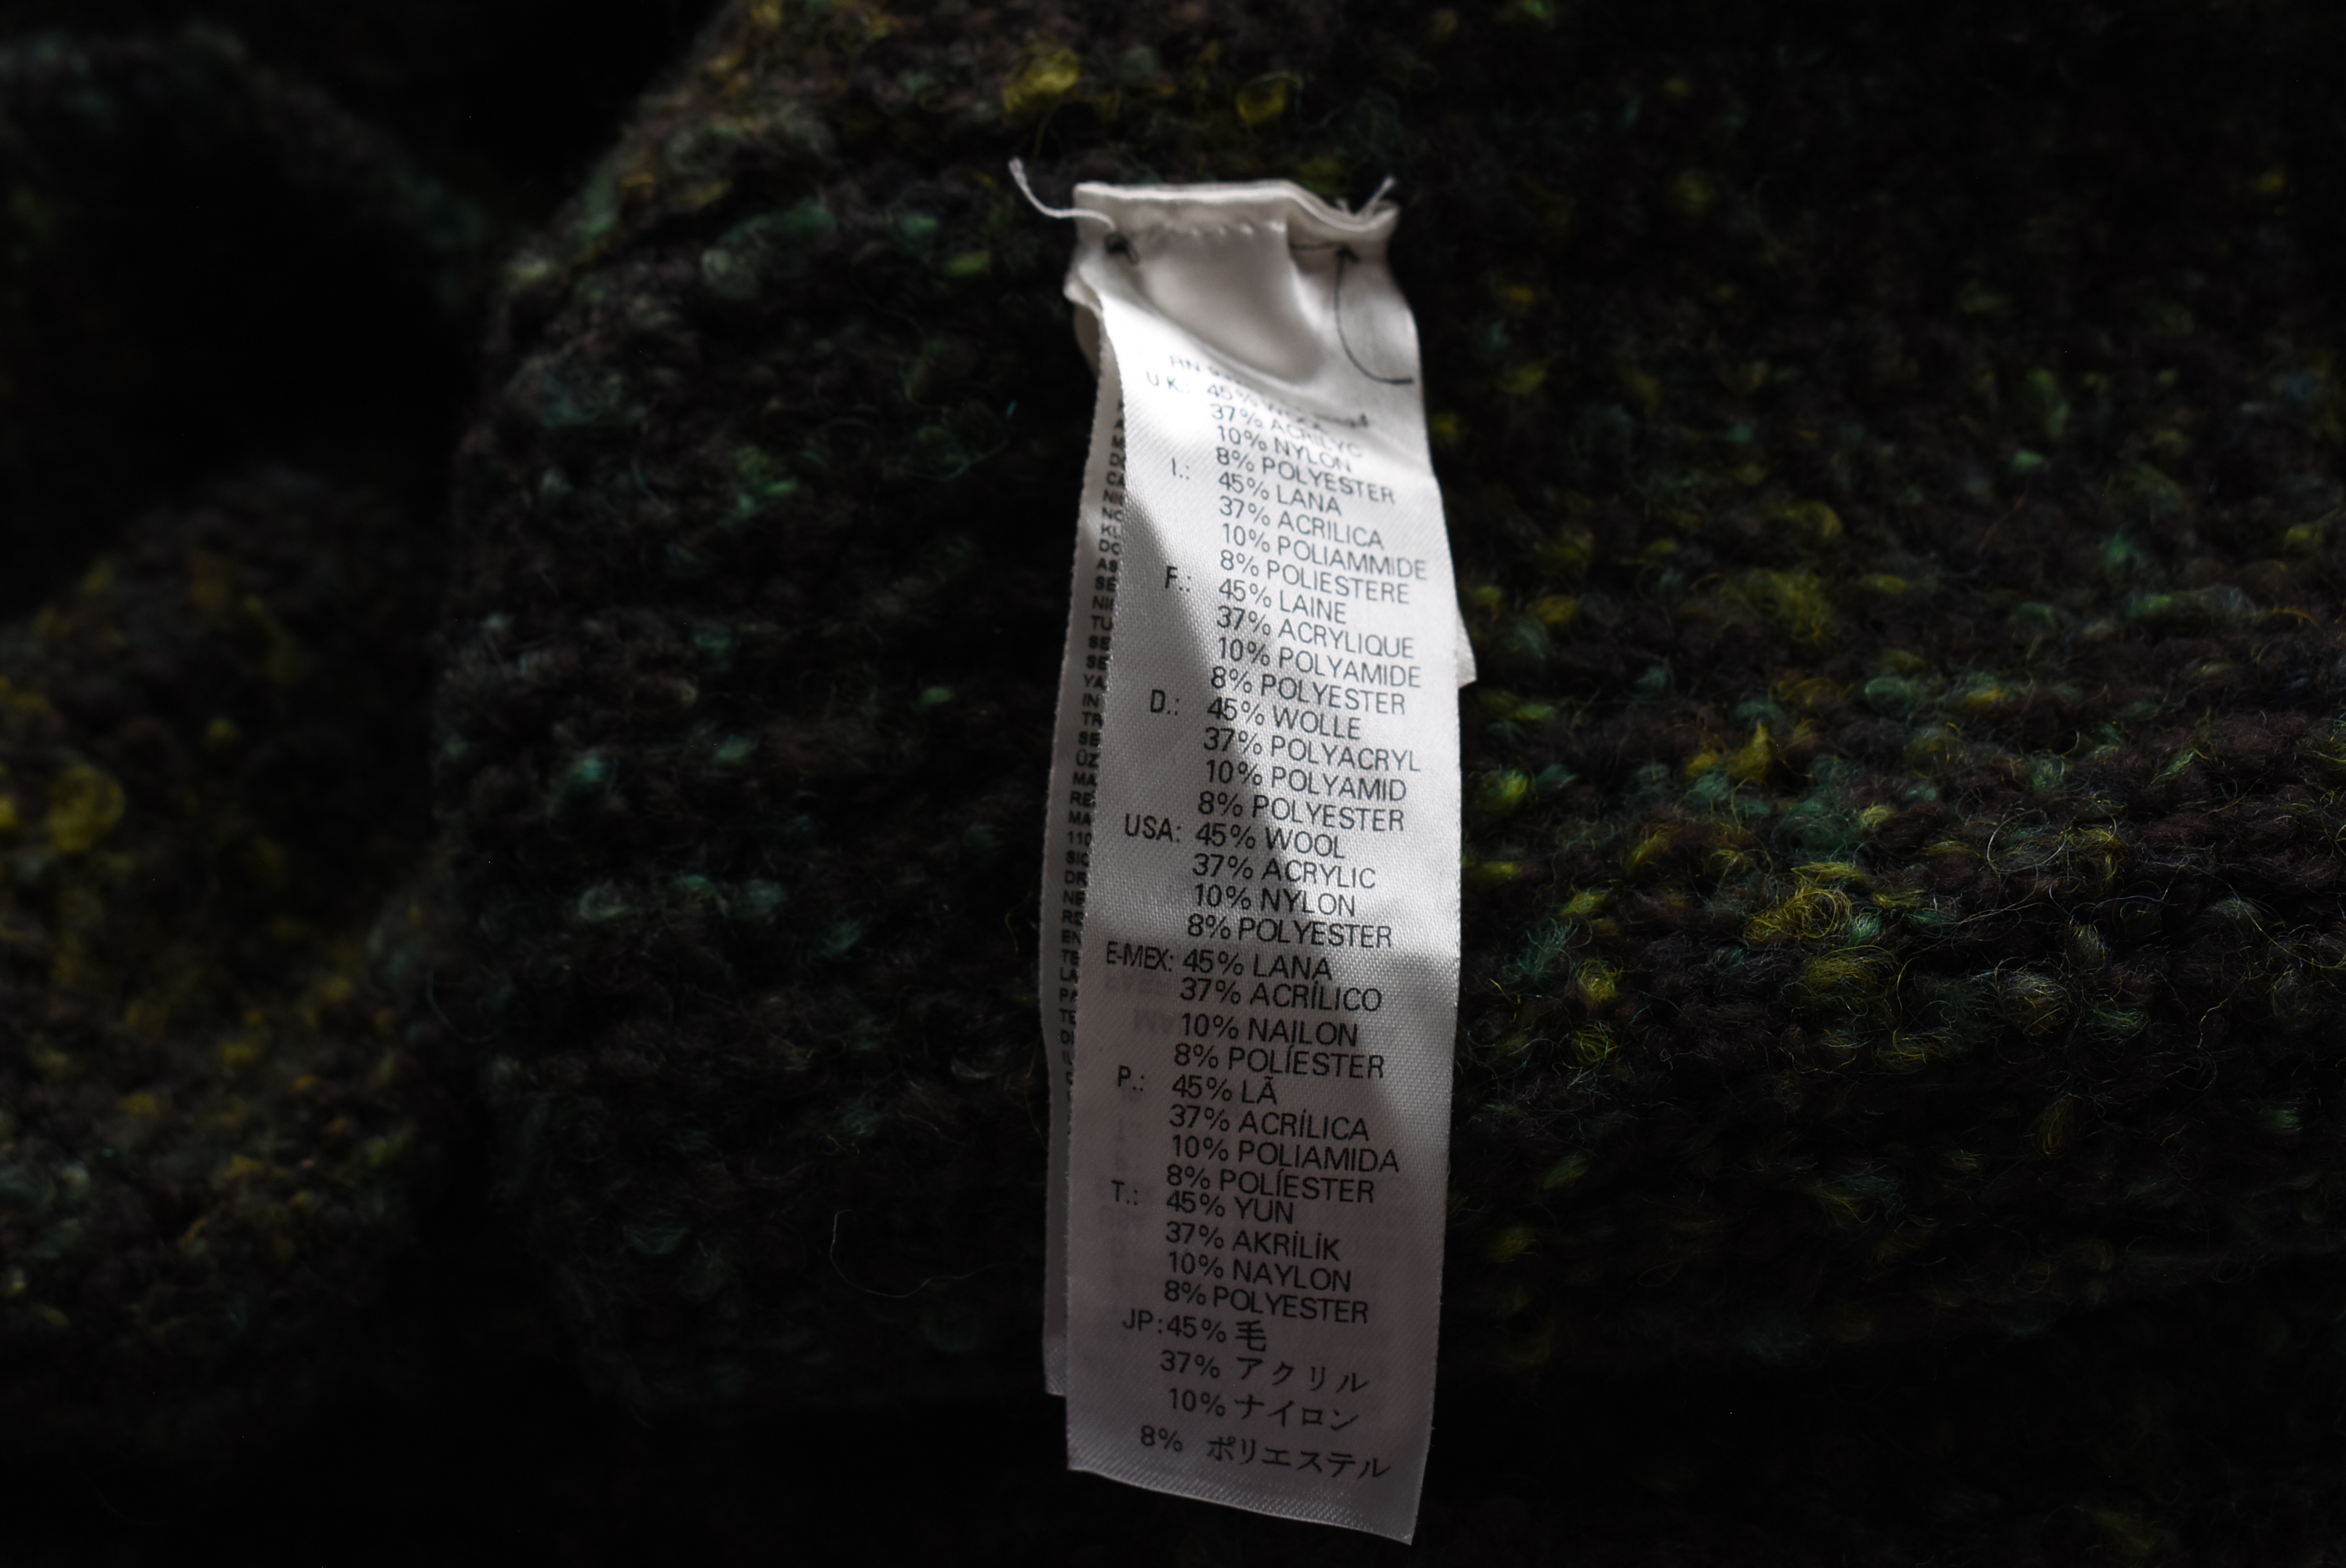 RN
U.K.: 45%
37% ACRILYC
10% NYLON
8% POLYESTER
I.: 45% LANA
37% ACRILICA
10% POLIAMMIDE
8% POLIESTERE
F.: 45% LAINE
37% ACRYLIQUE
10% POLYAMIDE
8% POLYESTER
D.: 45% WOLLE
37% POLYACRYL
10% POLYAMID
8% POLYESTER
USA: 45% WOOL
37% ACRYLIC
10% NYLON
8% POLYESTER
E-MEX: 45% LANA
37% ACRÍLICO
10% NAILON
8% POLÍESTER
P.: 45% LÃ
37% ACRÍLICA
10% POLIAMIDA
8% POLÍESTER
T.: 45% YUN
37% AKRİLİK
10% NAYLON
8% POLYESTER
JP: 45% 毛
37% アクリル
10% ナイロン
8% ポリエステル